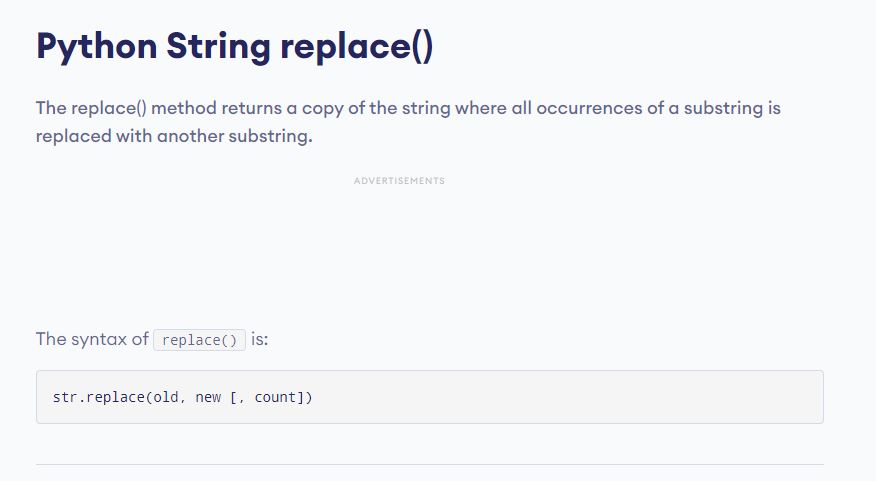 Python String replace()
The replace() method returns a copy of the string where all occurrences of a substring is
replaced with another substring.
ADVERTISEMENTS
The syntax of replace() is:
str.replace(old, new [, count])